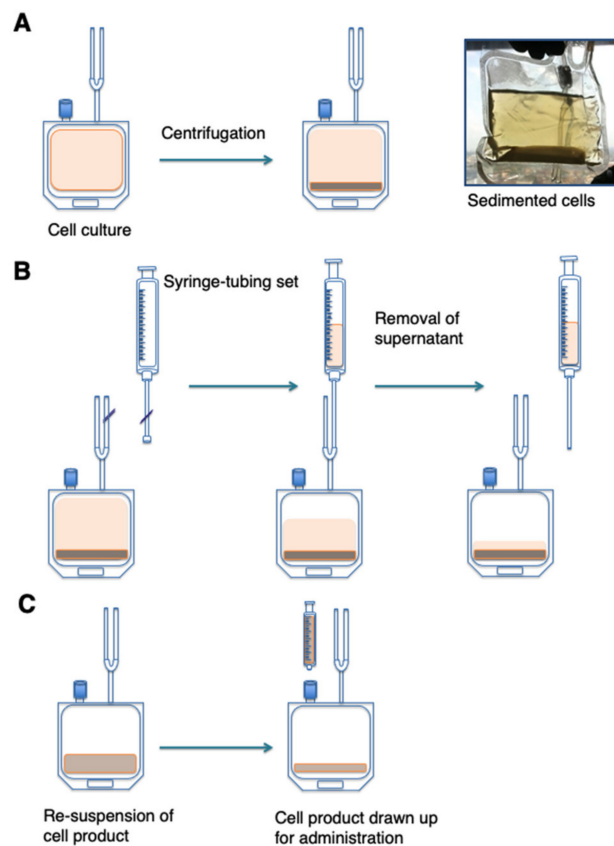 A
Centrifugation
Cell culture
Sedimented cells
B
Syringe-tubing set
Removal of
supernatant
C
Re-suspension of
cell product
Cell product drawn up
for administration